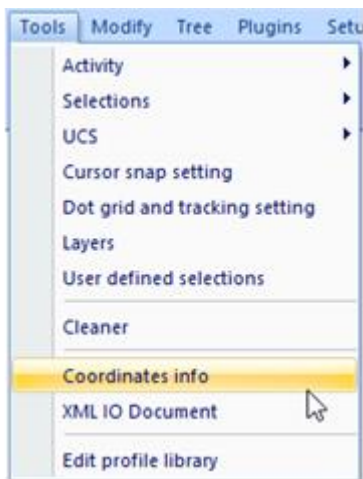 Tools Modify Tree Plugins Setu
Activity
Selections
UCS
Cursor snap setting
Dot grid and tracking setting
Layers
User defined selections
Cleaner
Coordinates info
XML IO Document
Edit profile library